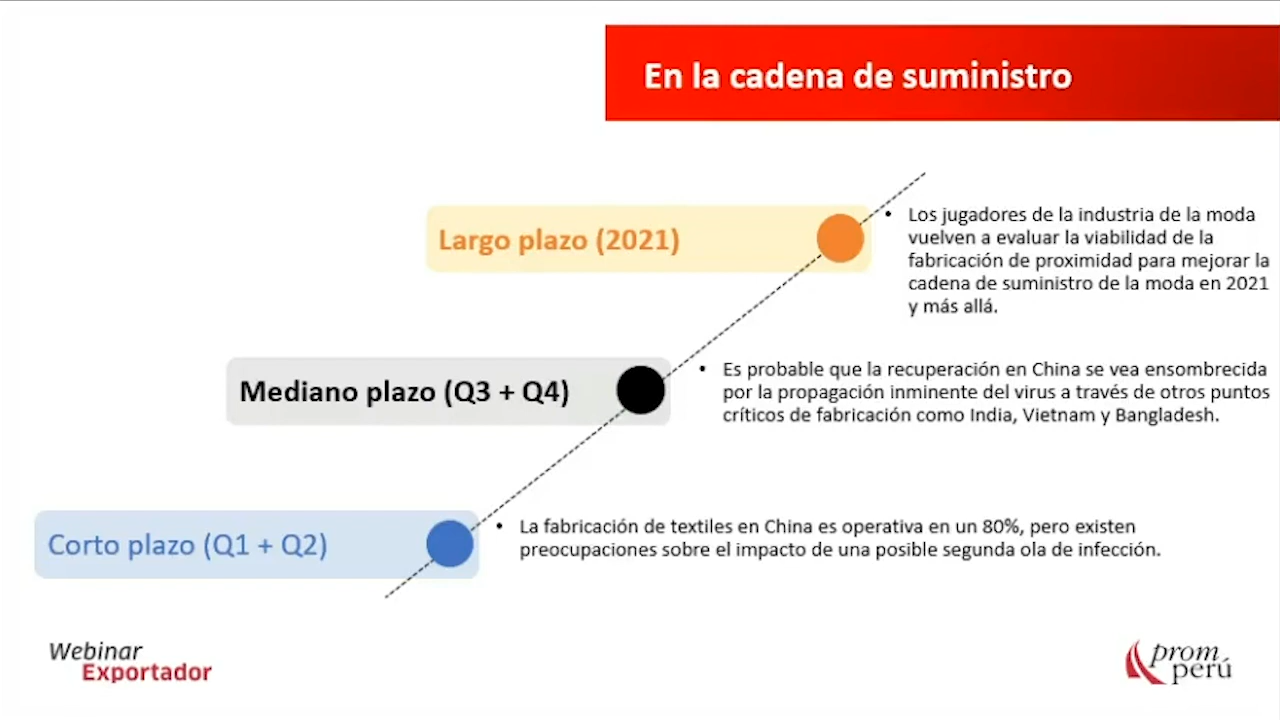 En la cadena de suministro
Largo plazo (2021)
• Los jugadores de la industria de la moda
vuelven a evaluar la viabilidad de la
fabricación de proximidad para mejorar la
cadena de suministro de la moda en 2021
y más allá.
Mediano plazo (Q3 + Q4)
• Es probable que la recuperación en China se vea ensombrecida
por la propagación inminente del virus a través de otros puntos
críticos de fabricación como India, Vietnam y Bangladesh.
Corto plazo (Q1 + Q2)
• La fabricación de textiles en China es operativa en un 80%, pero existen
preocupaciones sobre el impacto de una posible segunda ola de infección.
Webinar
Exportador
prom
perú